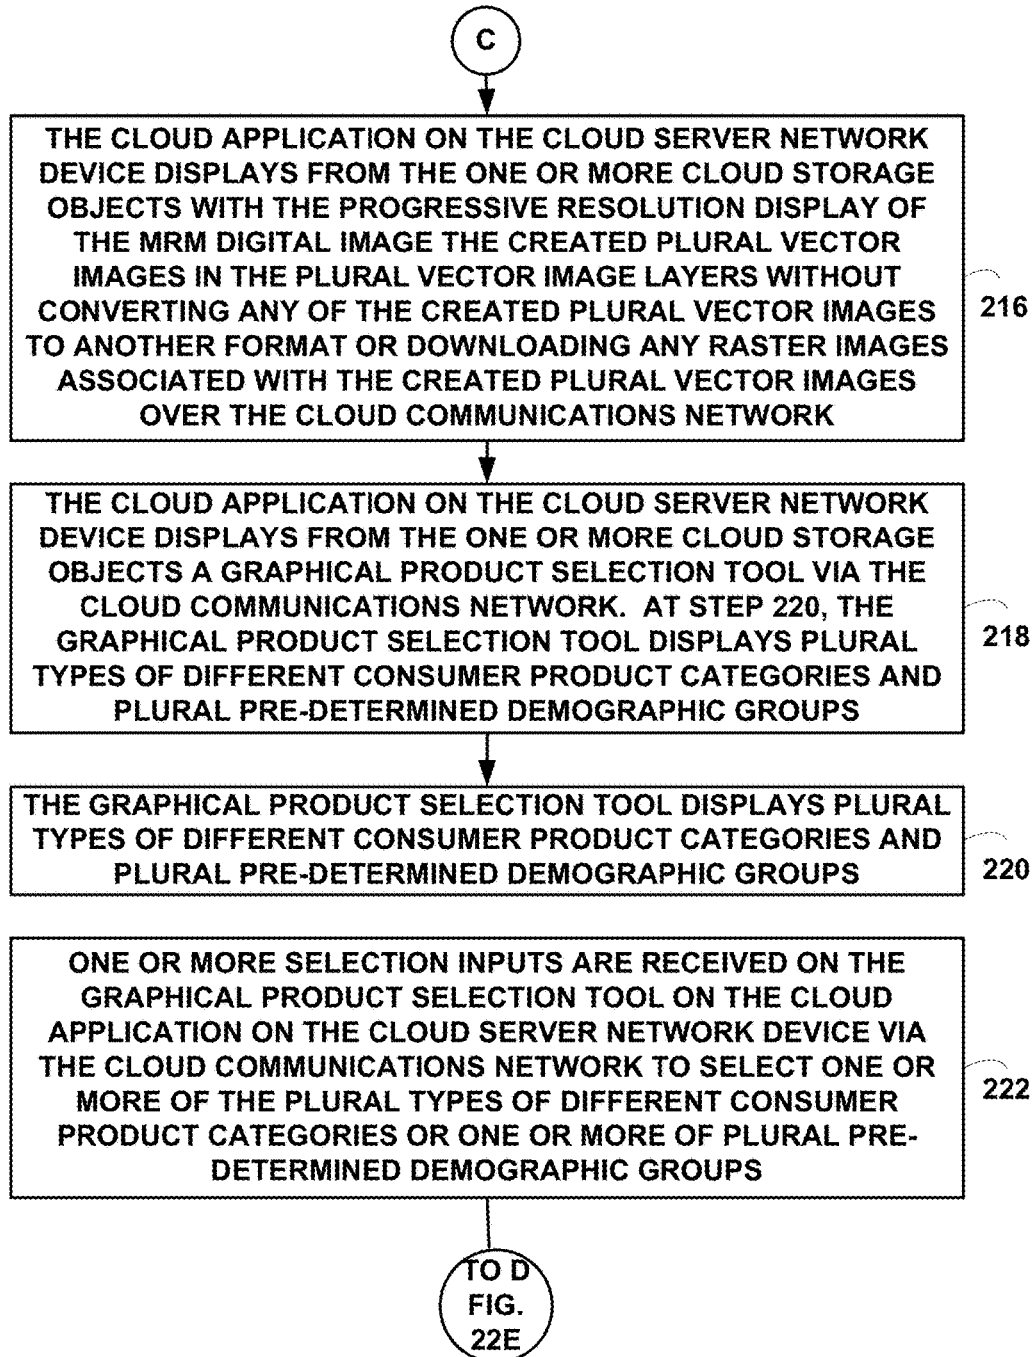 C
THE CLOUD APPLICATION ON THE CLOUD SERVER NETWORK
DEVICE DISPLAYS FROM THE ONE OR MORE CLOUD STORAGE
OBJECTS WITH THE PROGRESSIVE RESOLUTION DISPLAY OF
THE MRM DIGITAL IMAGE THE CREATED PLURAL VECTOR
IMAGES IN THE PLURAL VECTOR IMAGE LAYERS WITHOUT
CONVERTING ANY OF THE CREATED PLURAL VECTOR IMAGES
TO ANOTHER FORMAT OR DOWNLOADING ANY RASTER IMAGES
ASSOCIATED WITH THE CREATED PLURAL VECTOR IMAGES
OVER THE CLOUD COMMUNICATIONS NETWORK
216
THE CLOUD APPLICATION ON THE CLOUD SERVER NETWORK
DEVICE DISPLAYS FROM THE ONE OR MORE CLOUD STORAGE
OBJECTS A GRAPHICAL PRODUCT SELECTION TOOL VIA THE
CLOUD COMMUNICATIONS NETWORK. AT STEP 220, THE
GRAPHICAL PRODUCT SELECTION TOOL DISPLAYS PLURAL
TYPES OF DIFFERENT CONSUMER PRODUCT CATEGORIES AND
PLURAL PRE-DETERMINED DEMOGRAPHIC GROUPS
218
THE GRAPHICAL PRODUCT SELECTION TOOL DISPLAYS PLURAL
TYPES OF DIFFERENT CONSUMER PRODUCT CATEGORIES AND
PLURAL PRE-DETERMINED DEMOGRAPHIC GROUPS
220
ONE OR MORE SELECTION INPUTS ARE RECEIVED ON THE
GRAPHICAL PRODUCT SELECTION TOOL ON THE CLOUD
APPLICATION ON THE CLOUD SERVER NETWORK DEVICE VIA
THE CLOUD COMMUNICATIONS NETWORK TO SELECT ONE OR
MORE OF THE PLURAL TYPES OF DIFFERENT CONSUMER
PRODUCT CATEGORIES OR ONE OR MORE OF PLURAL PRE-
DETERMINED DEMOGRAPHIC GROUPS
222
TO D
FIG.
22E